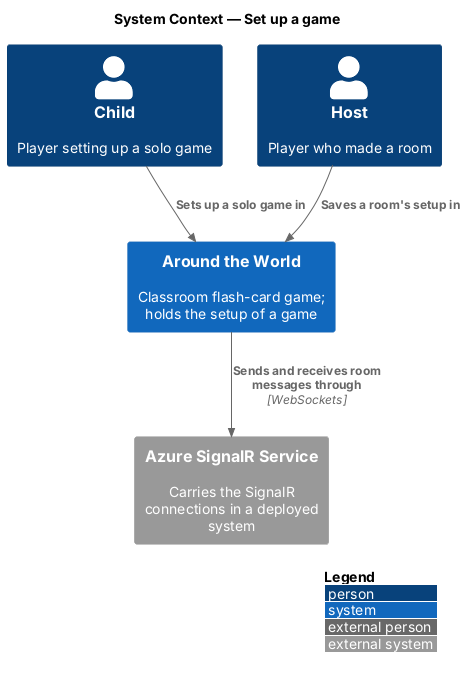 System Context — Set up a game
Child
Player setting up a solo game
Host
Player who made a room
Sets up a solo game in
Saves a room's setup in
Around the World
Classroom flash-card game;
holds the setup of a game
Sends and receives room
messages through
[WebSockets]
Azure SignalR Service
Carries the SignalR
connections in a deployed
system
Legend
person
system
external person
external system